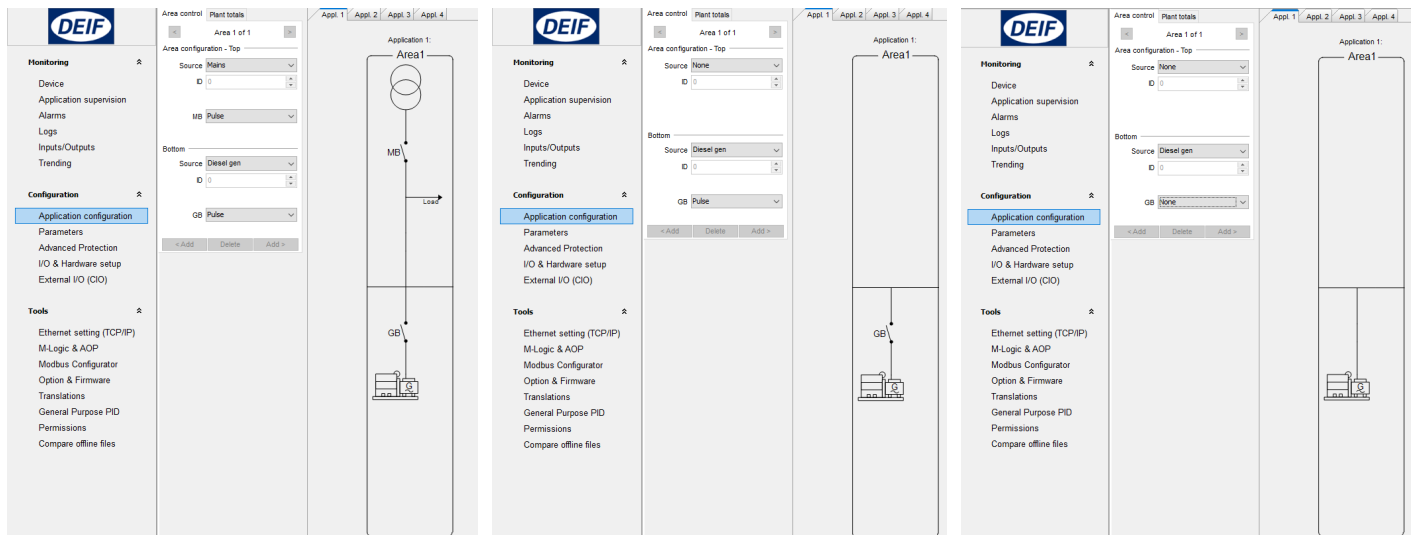 DEIF
Monitoring
Device
Application supervision
Alarms
Logs
Inputs/Outputs
Trending
Configuration
Application configuration
Parameters
Advanced Protection
I/O & Hardware setup
External I/O (CIO)
Tools
Ethernet setting (TCP/IP)
M-Logic & AOP
Modbus Configurator
Option & Firmware
Translations
General Purpose PID
Permissions
Compare offline files
Area control Plant totals
< Area 1 of 1 >
Area configuration - Top
Source Mains
ID 0
MB Pulse
Bottom
Source Diesel gen
ID 0
GB Pulse
< Add Delete Add >
Appl. 1 Appl. 2 Appl. 3 Appl. 4
Application 1:
Area1
MB
Load
GB
G
DEIF
Monitoring
Device
Application supervision
Alarms
Logs
Inputs/Outputs
Trending
Configuration
Application configuration
Parameters
Advanced Protection
I/O & Hardware setup
External I/O (CIO)
Tools
Ethernet setting (TCP/IP)
M-Logic & AOP
Modbus Configurator
Option & Firmware
Translations
General Purpose PID
Permissions
Compare offline files
Area control Plant totals
< Area 1 of 1 >
Area configuration - Top
Source None
ID 0
Bottom
Source Diesel gen
ID 0
GB Pulse
< Add Delete Add >
Appl. 1 Appl. 2 Appl. 3 Appl. 4
Application 1:
Area1
GB
G
DEIF
Monitoring
Device
Application supervision
Alarms
Logs
Inputs/Outputs
Trending
Configuration
Application configuration
Parameters
Advanced Protection
I/O & Hardware setup
External I/O (CIO)
Tools
Ethernet setting (TCP/IP)
M-Logic & AOP
Modbus Configurator
Option & Firmware
Translations
General Purpose PID
Permissions
Compare offline files
Area control Plant totals
< Area 1 of 1 >
Area configuration - Top
Source None
ID 0
Bottom
Source Diesel gen
ID 0
GB None
< Add Delete Add >
Appl. 1 Appl. 2 Appl. 3 Appl. 4
Application 1:
Area1
G